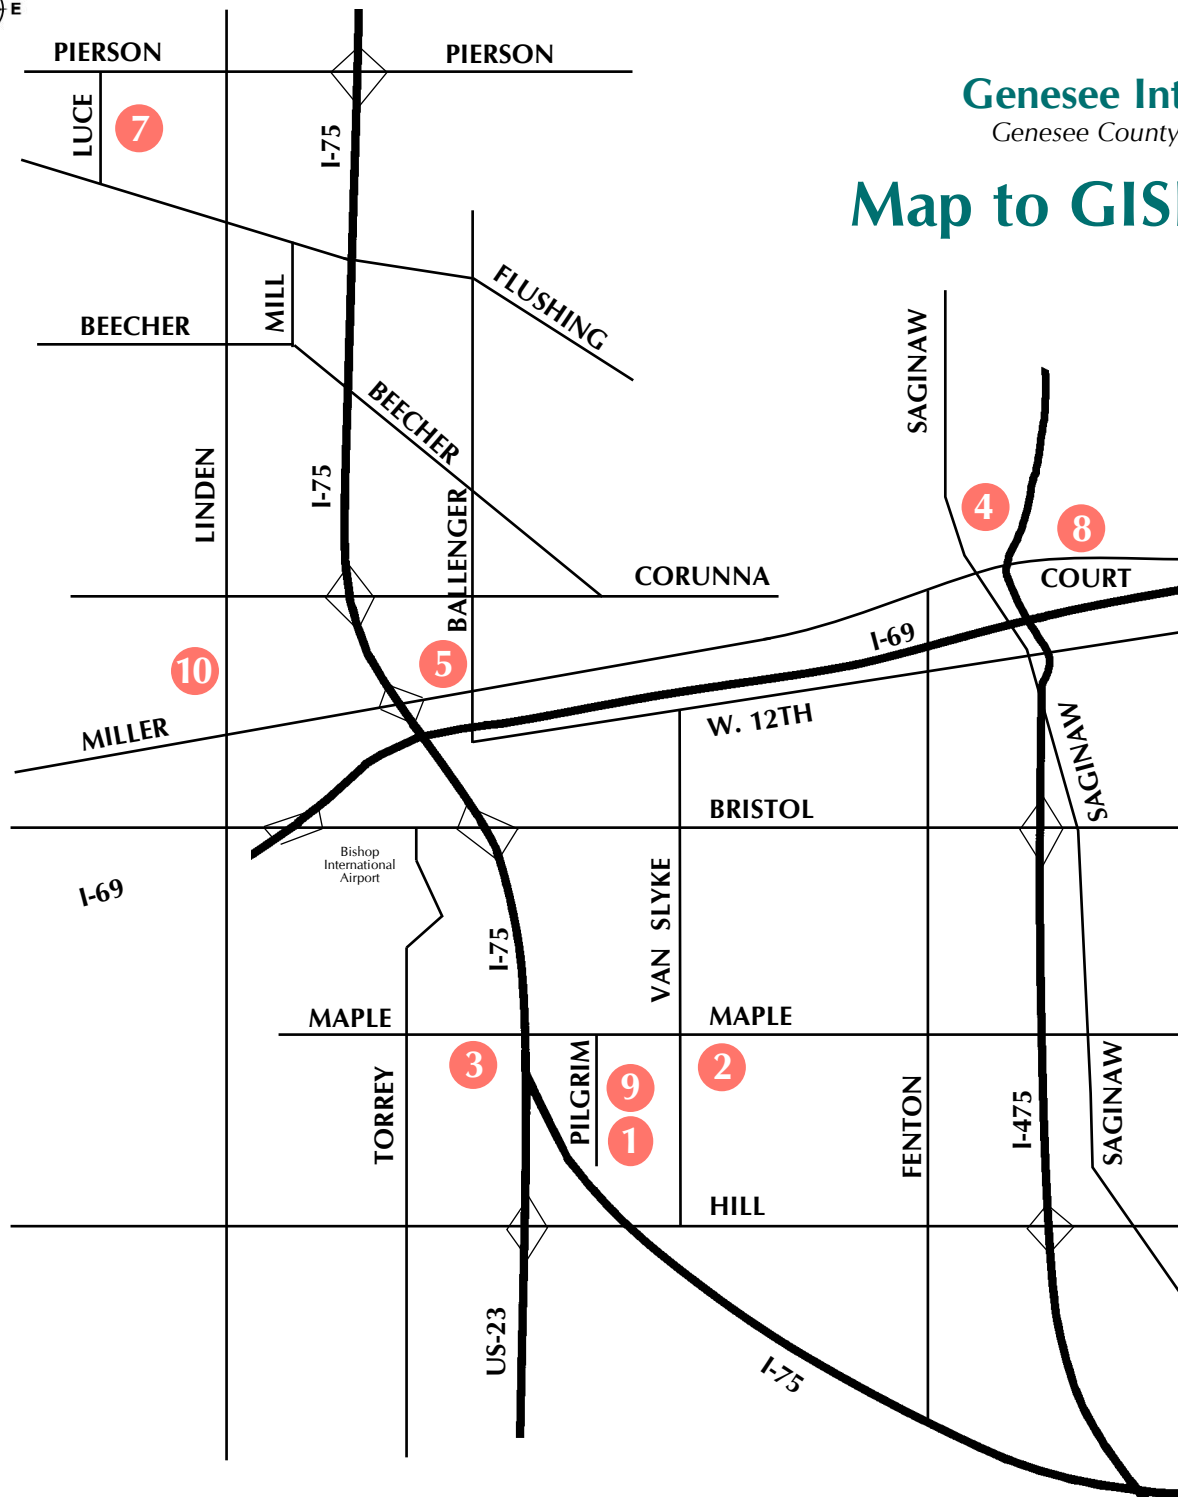 E
PIERSON
PIERSON
Genesee Int
LUCE
7
I-75
Genesee County
Map to GIS
FLUSHING
MILL
BEECHER
SAGINAW
BEECHER
LINDEN
I-75
BALLENGER
4
8
CORUNNA
COURT
I-69
10
5
MILLER
W. 12TH
SAGINAW
BRISTOL
Bishop
International
Airport
I-69
VAN SLYKE
I-75
MAPLE
MAPLE
3
PILGRIM
9
2
1
TORREY
FENTON
I-475
SAGINAW
HILL
US-23
I-75